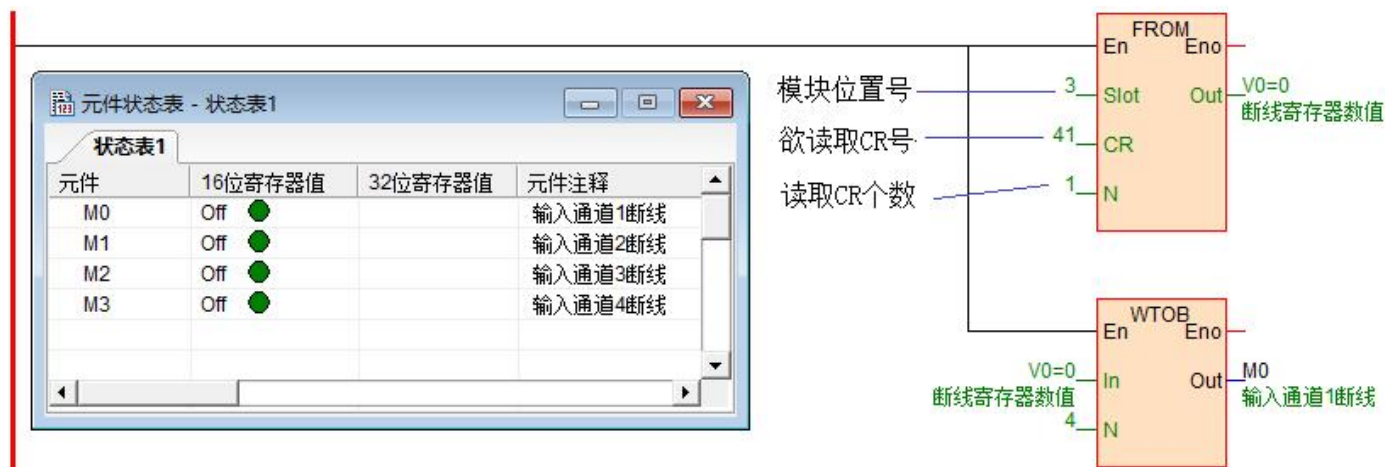 元件状态表 - 状态表1
状态表1
元件 16位寄存器值 32位寄存器值 元件注释
M0 Off 输入通道1断线
M1 Off 输入通道2断线
M2 Off 输入通道3断线
M3 Off 输入通道4断线
模块位置号
欲读取CR号
读取CR个数
FROM
En Eno
3 Slot Out V0=0
断线寄存器数值
41 CR
1 N
WTOB
En Eno
V0=0 In Out M0
断线寄存器数值 输入通道1断线
4 N